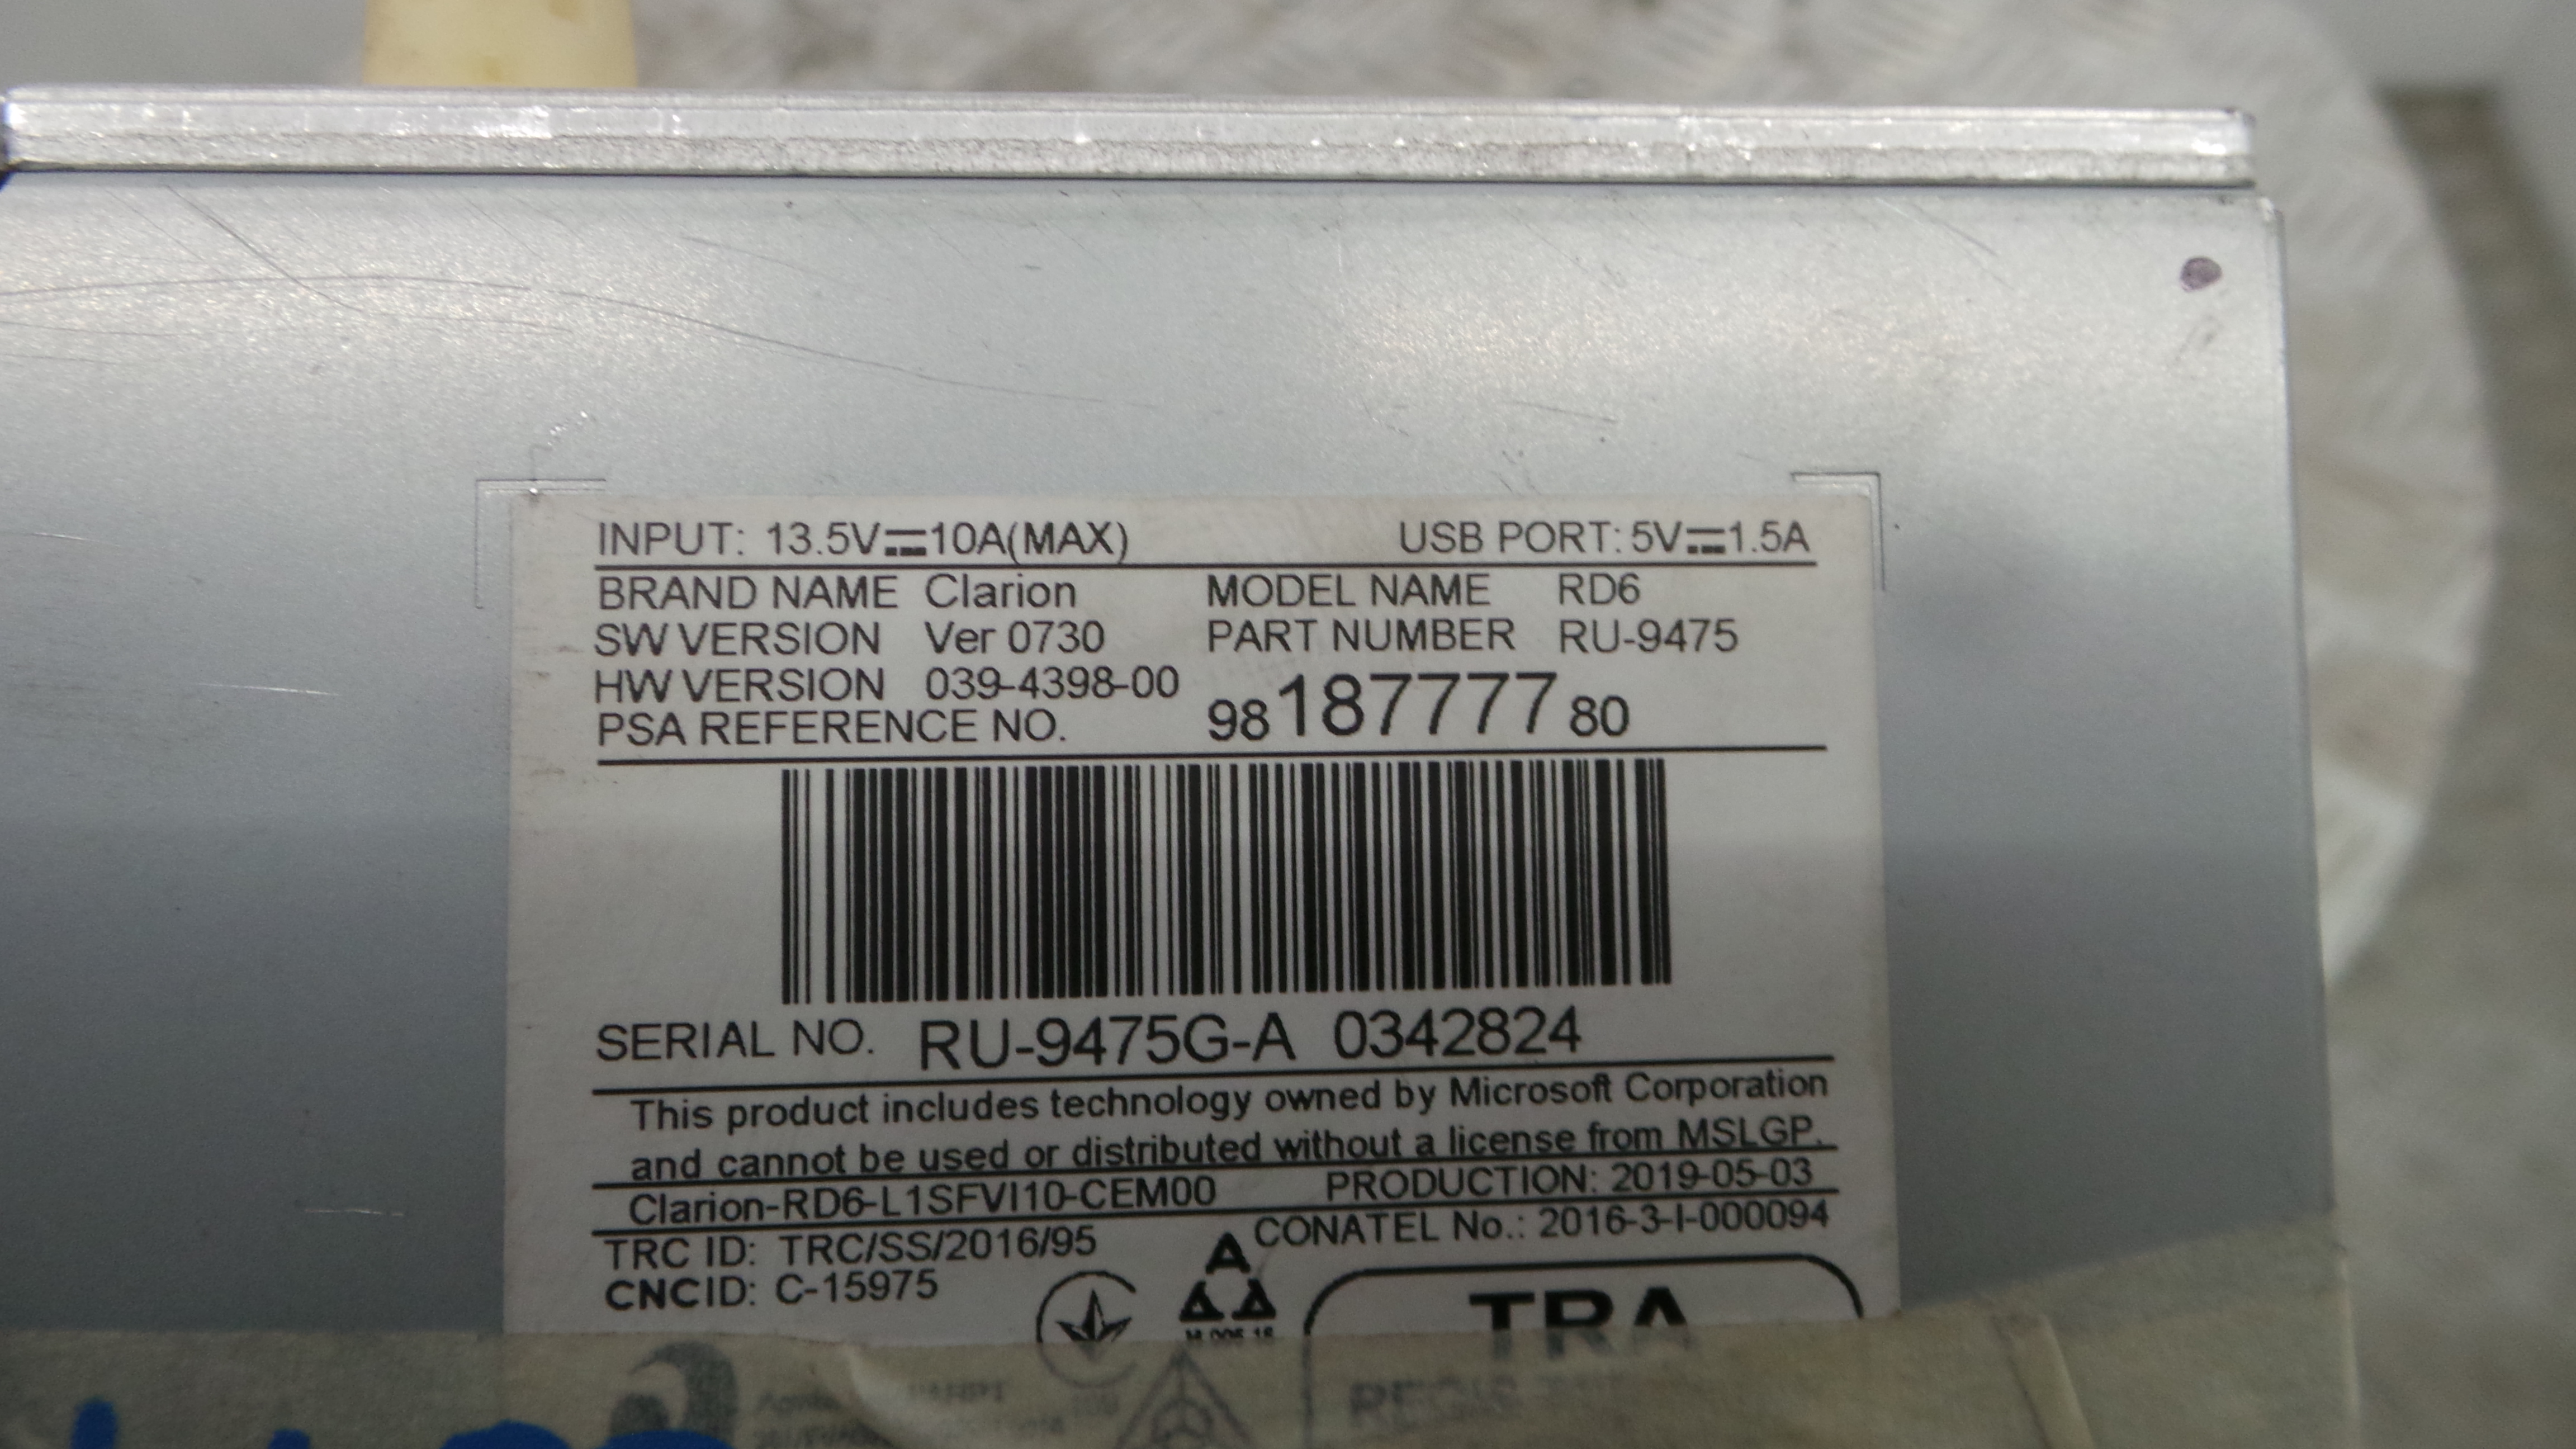 INPUT: 13.5V⎓10A(MAX) USB PORT: 5V⎓1.5A
BRAND NAME Clarion MODEL NAME RD6
SW VERSION Ver 0730 PART NUMBER RU-9475
HW VERSION 039-4398-00
PSA REFERENCE NO. 9818777780
SERIAL NO. RU-9475G-A 0342824
This product includes technology owned by Microsoft Corporation
and cannot be used or distributed without a license from MSLGP.
Clarion-RD6-L1SFVI10-CEM00 PRODUCTION: 2019-05-03
TRC ID: TRC/SS/2016/95 CONATEL No.: 2016-3-I-000094
CNCID: C-15975
A
TRA